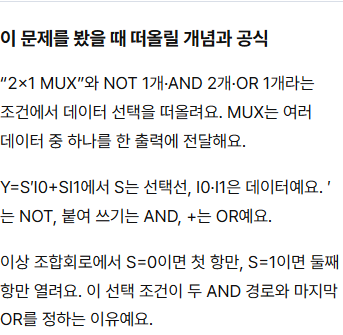 이 문제를 봤을 때 떠올릴 개념과 공식
“2×1 MUX”와 NOT 1개·AND 2개·OR 1개라는
조건에서 데이터 선택을 떠올려요. MUX는 여러
데이터 중 하나를 한 출력에 전달해요.
Y=S′I0+SI1에서 S는 선택선, I0·I1은 데이터예요. ′
는 NOT, 붙여 쓰기는 AND, +는 OR예요.
이상 조합회로에서 S=0이면 첫 항만, S=1이면 둘째
항만 열려요. 이 선택 조건이 두 AND 경로와 마지막
OR를 정하는 이유예요.